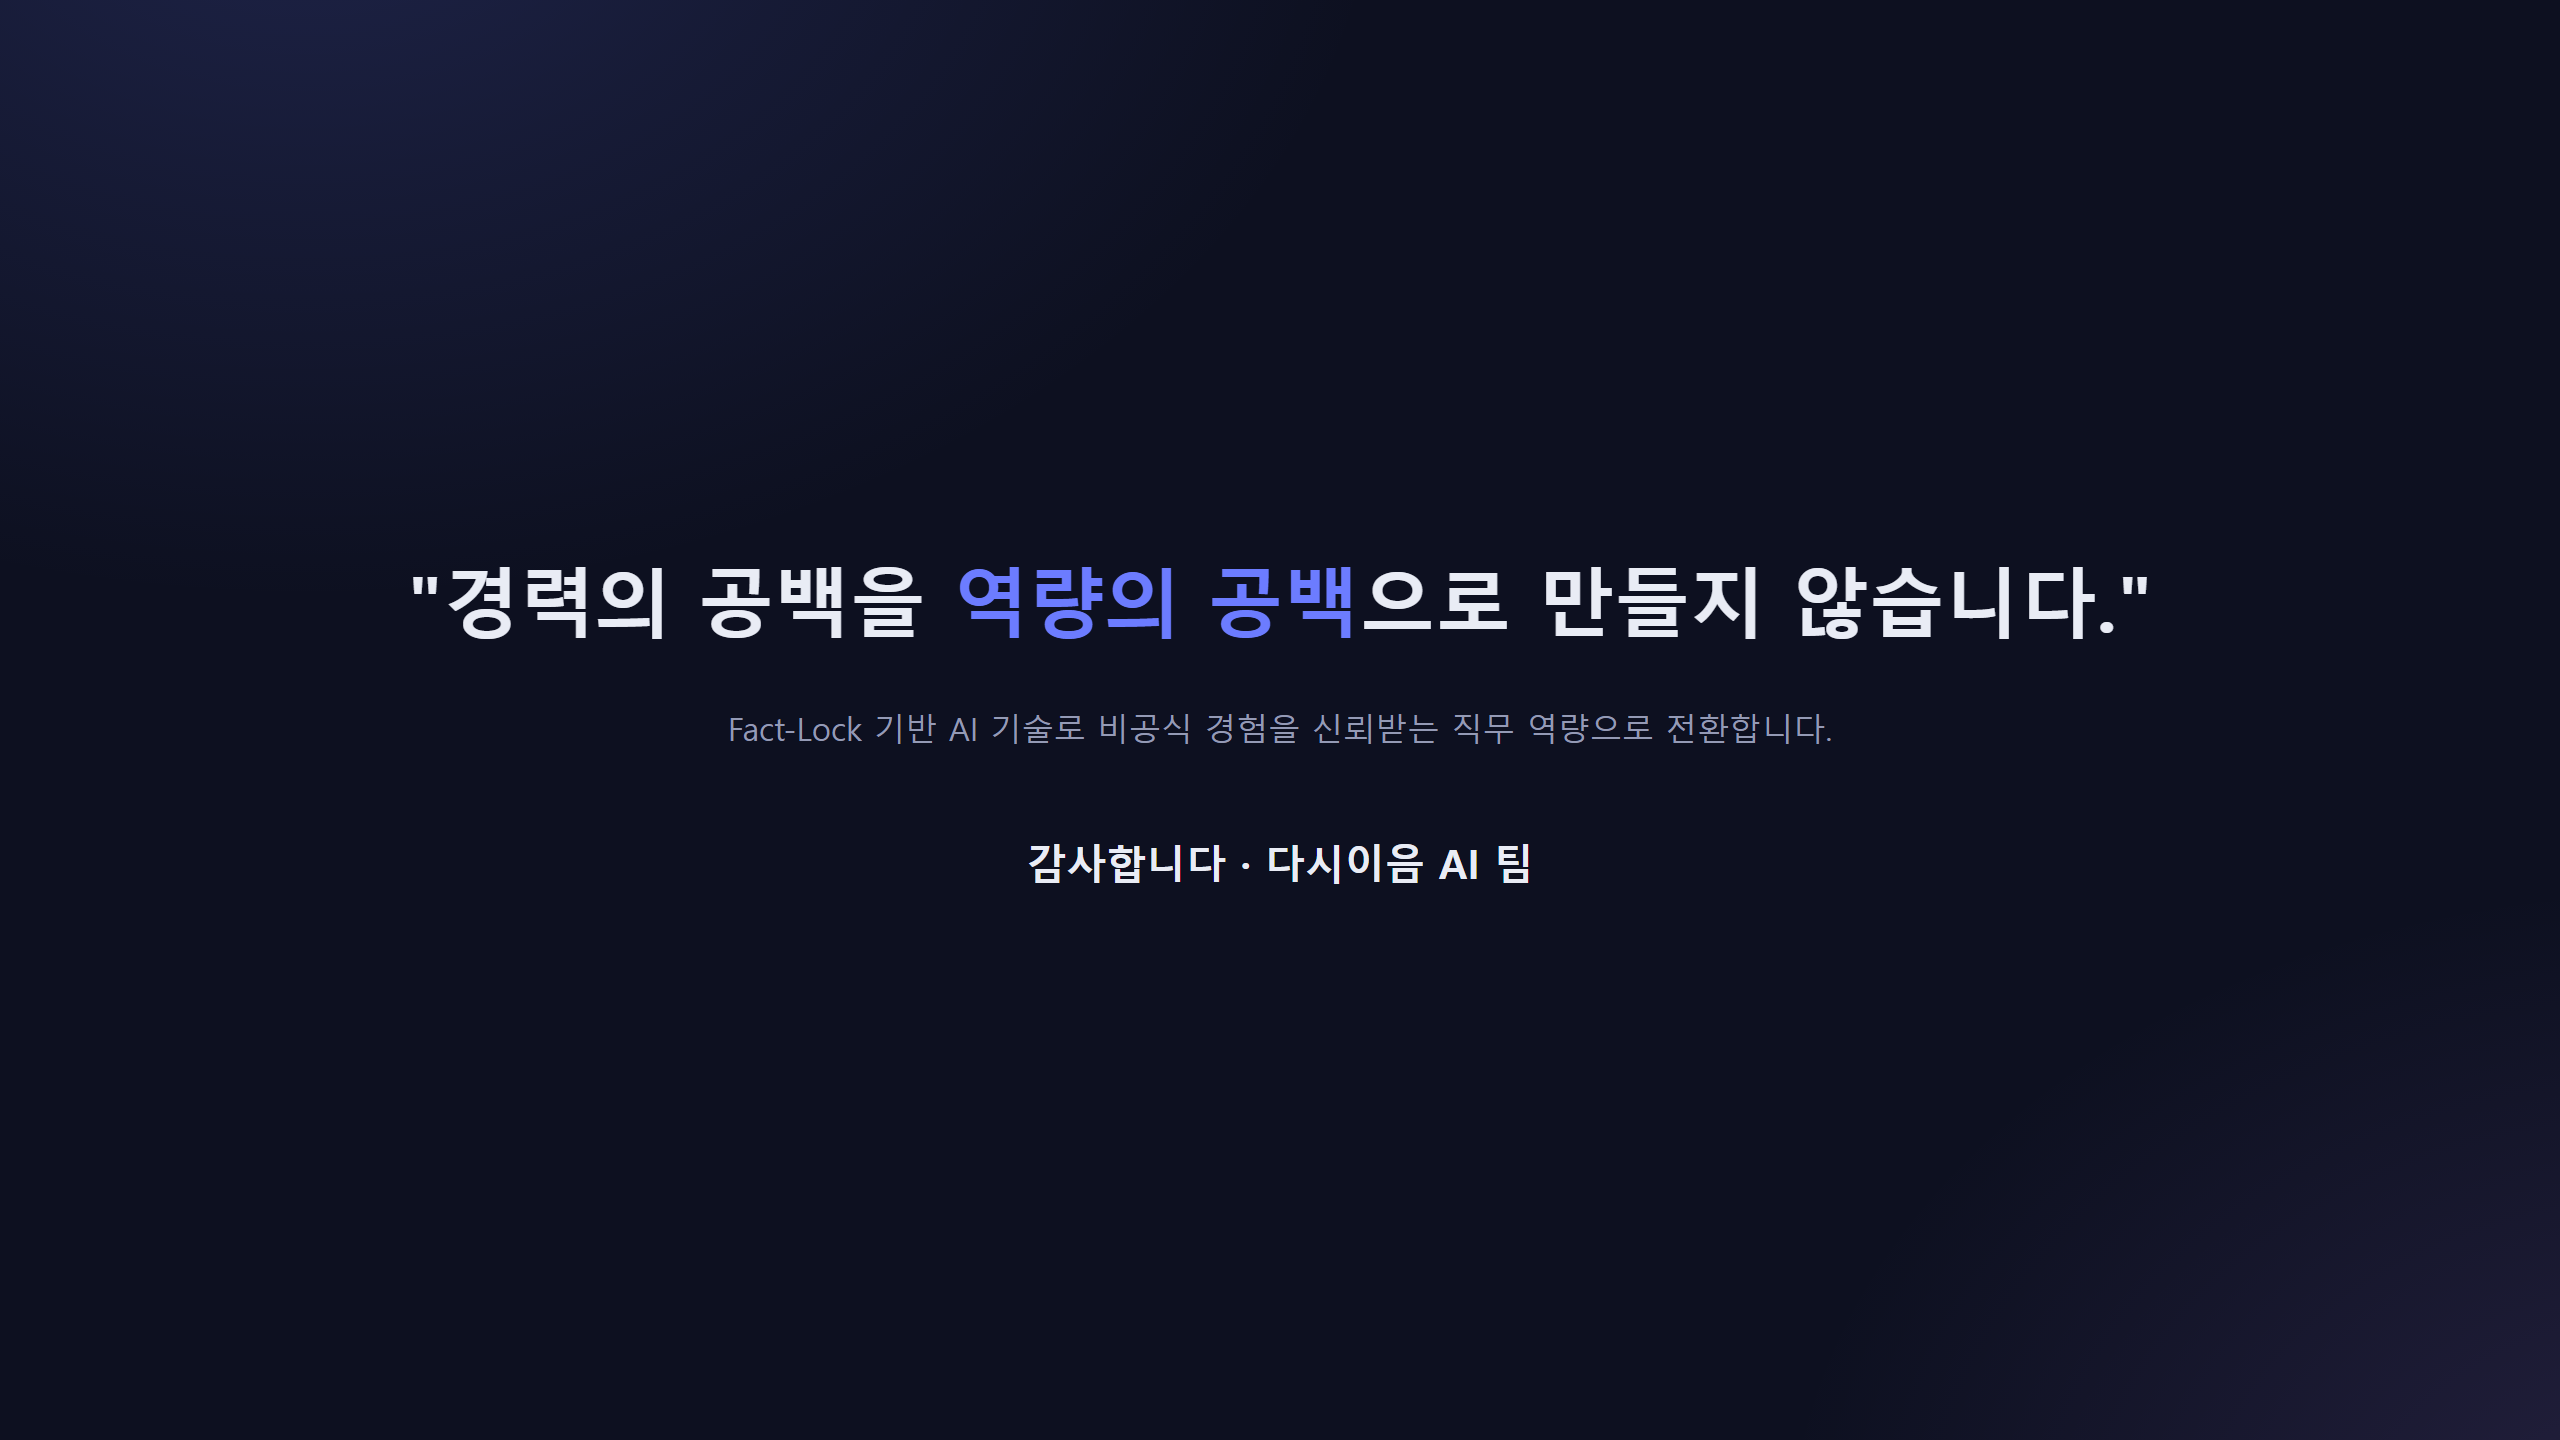 "경력의 공백을 역량의 공백으로 만들지 않습니다."
Fact-Lock 기반 AI 기술로 비공식 경험을 신뢰받는 직무 역량으로 전환합니다.
감사합니다 · 다시이음 AI 팀